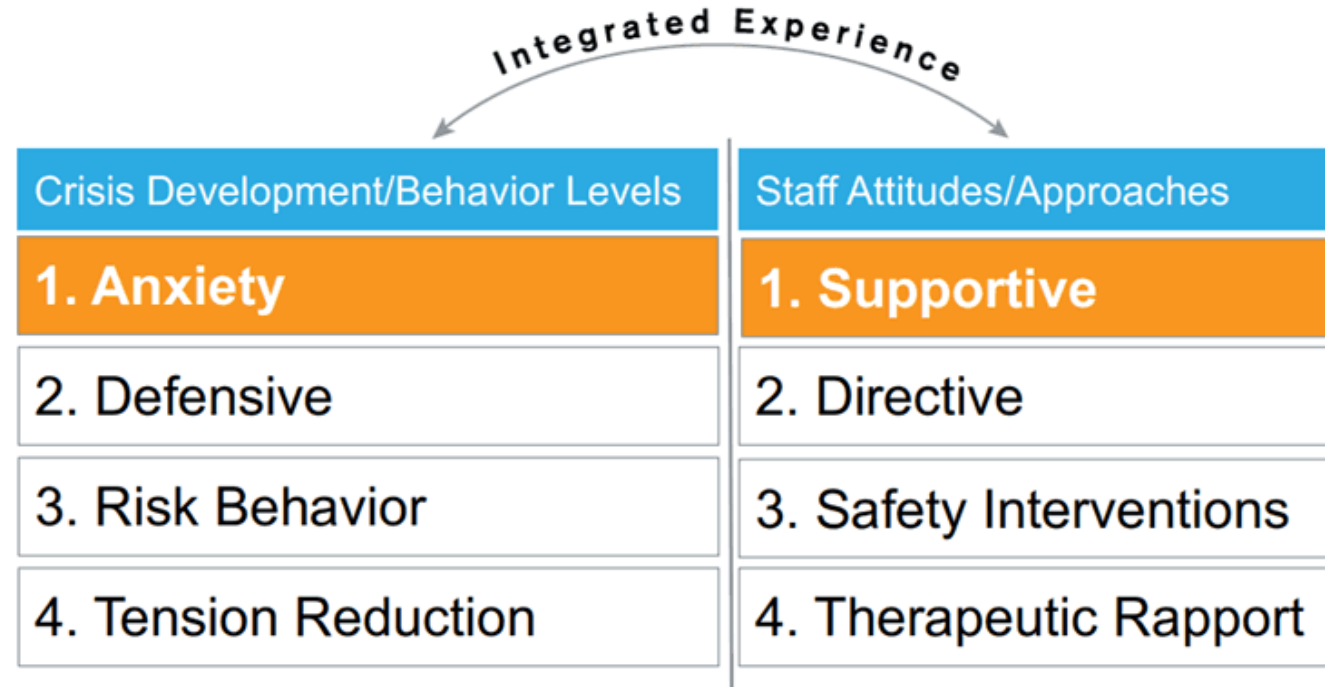 Integrated Experience
Crisis Development/Behavior Levels
Staff Attitudes/Approaches
1. Anxiety
1. Supportive
2. Defensive
2. Directive
3. Risk Behavior
3. Safety Interventions
4. Tension Reduction
4. Therapeutic Rapport